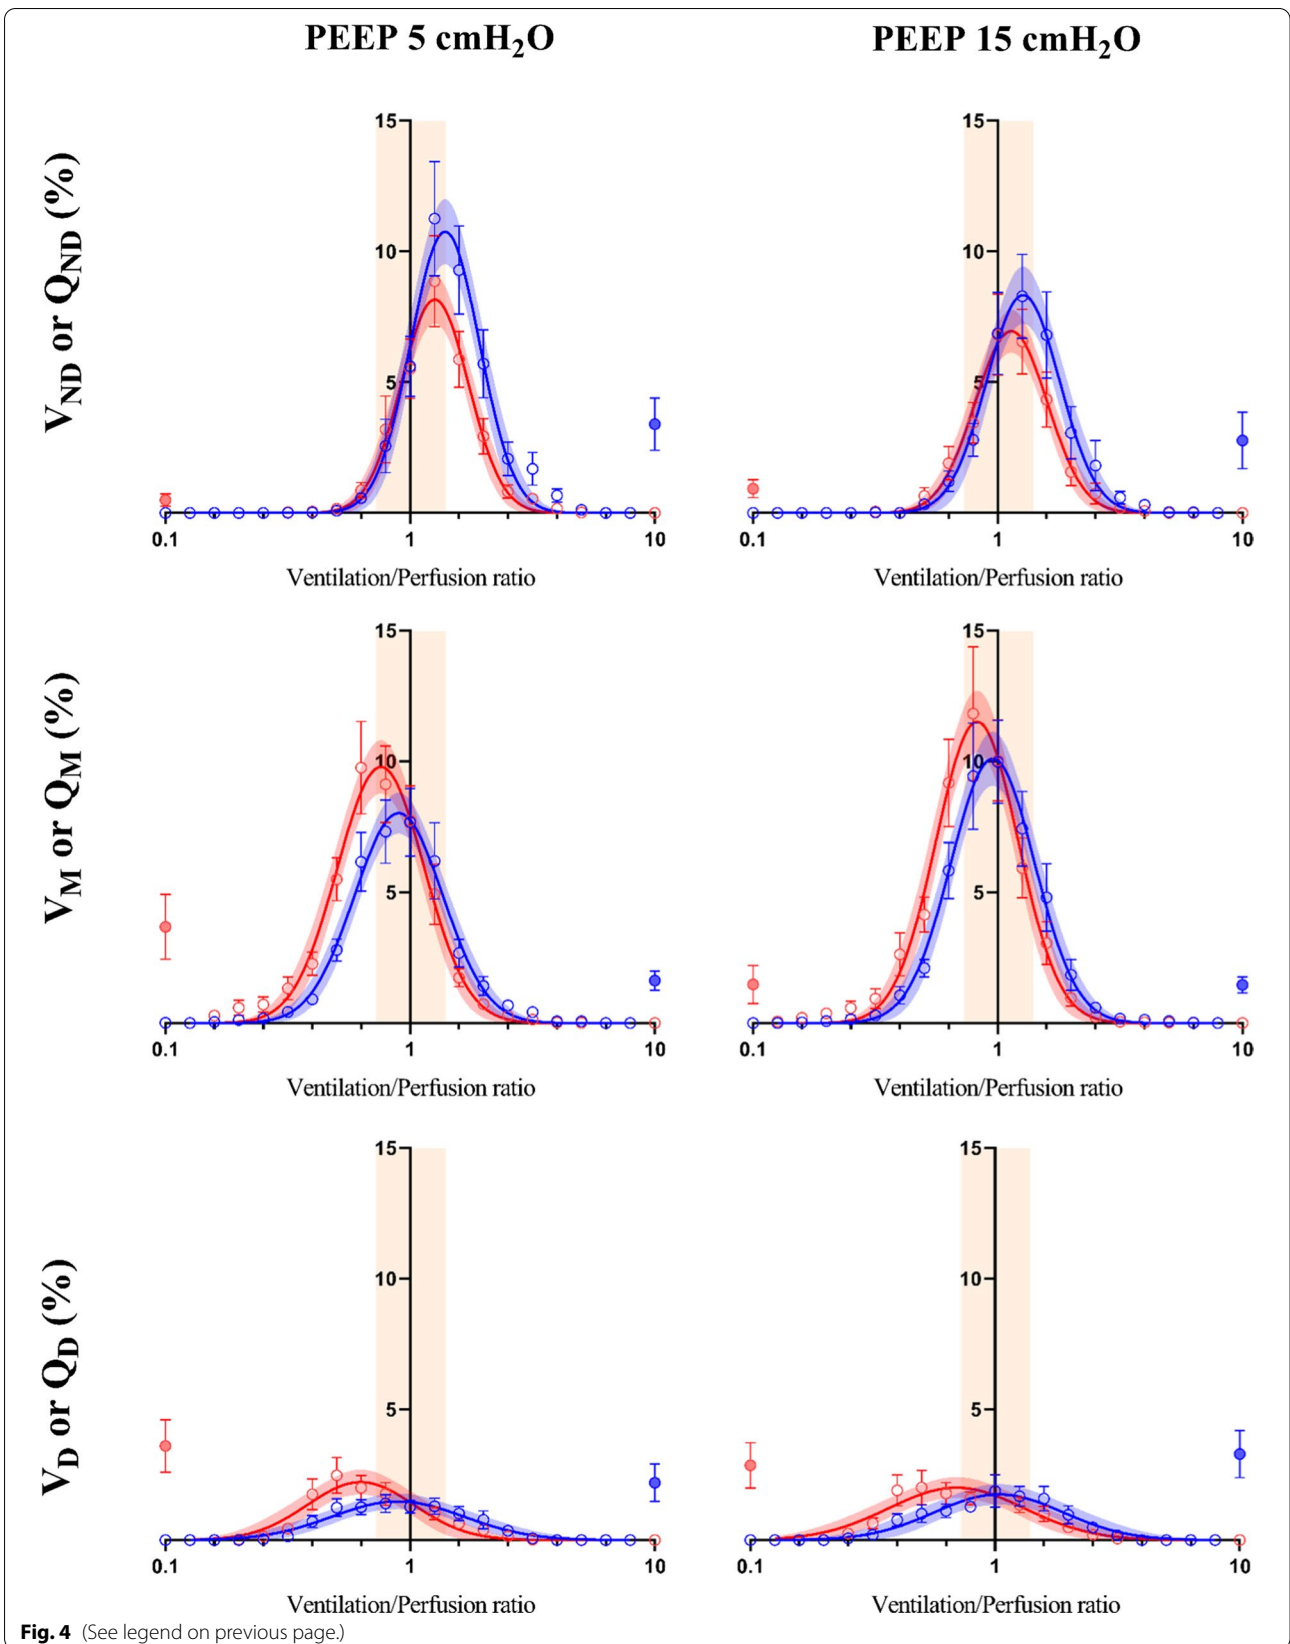 PEEP 5 cmH2O
PEEP 15 cmH2O
VND or QND (%)
15
10
5
0.1 1 10
Ventilation/Perfusion ratio
15
10
5
0.1 1 10
Ventilation/Perfusion ratio
VM or QM (%)
15
10
5
0.1 1 10
Ventilation/Perfusion ratio
15
10
5
0.1 1 10
Ventilation/Perfusion ratio
VD or QD (%)
15
10
5
0.1 1 10
Ventilation/Perfusion ratio
15
10
5
0.1 1 10
Ventilation/Perfusion ratio
Fig. 4 (See legend on previous page.)